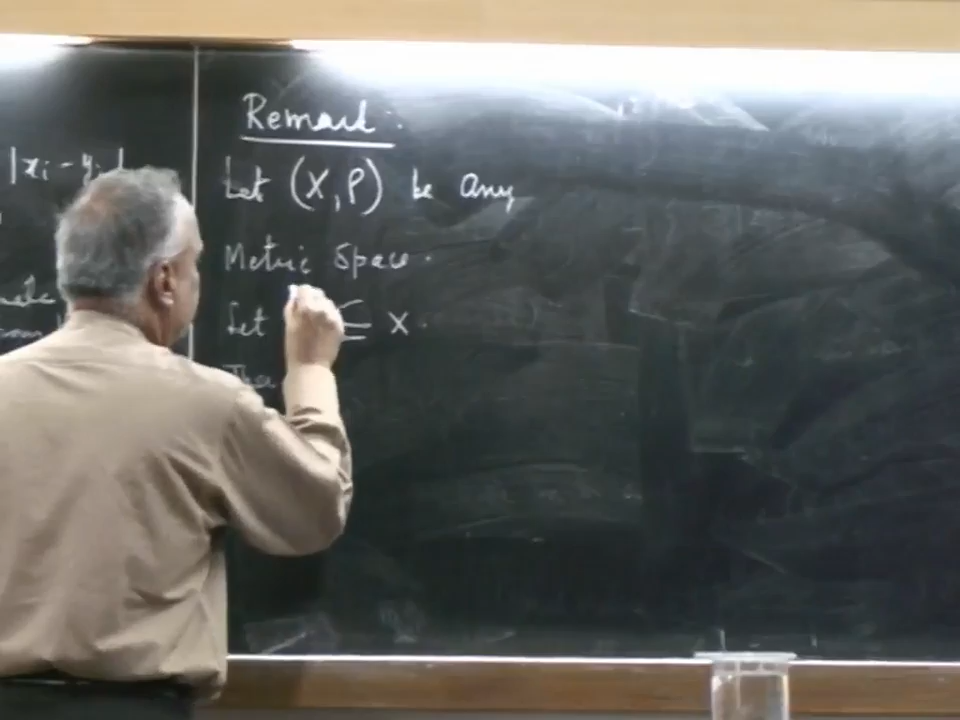 |xᵢ - yᵢ|
Remark:
Let (X, ρ) be any
Metric Space.
Let ⊆ X.